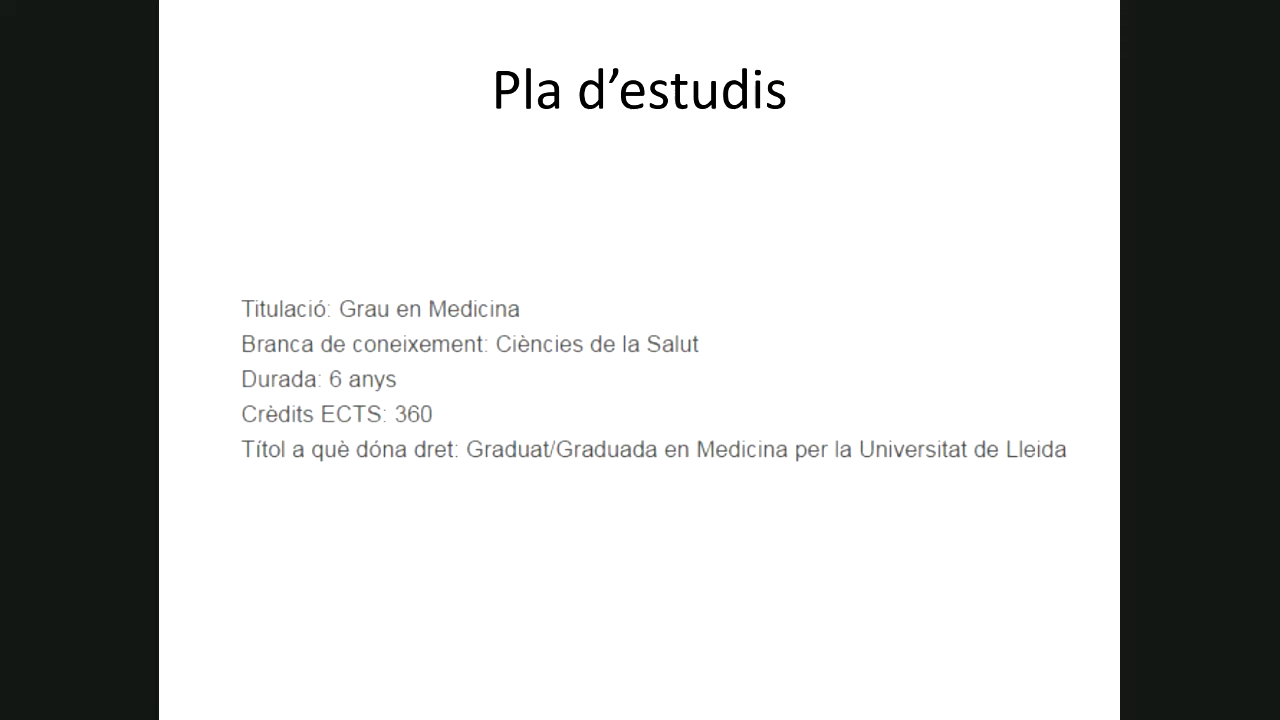 Pla d’estudis
Titulació: Grau en Medicina
Branca de coneixement: Ciències de la Salut
Durada: 6 anys
Crèdits ECTS: 360
Títol a què dóna dret: Graduat/Graduada en Medicina per la Universitat de Lleida